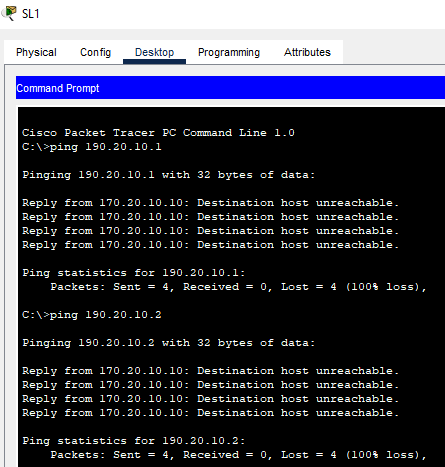 SL1
Physical Config Desktop Programming Attributes
Command Prompt
Cisco Packet Tracer PC Command Line 1.0
C:\>ping 190.20.10.1
Pinging 190.20.10.1 with 32 bytes of data:
Reply from 170.20.10.10: Destination host unreachable.
Reply from 170.20.10.10: Destination host unreachable.
Reply from 170.20.10.10: Destination host unreachable.
Reply from 170.20.10.10: Destination host unreachable.
Ping statistics for 190.20.10.1:
Packets: Sent = 4, Received = 0, Lost = 4 (100% loss),
C:\>ping 190.20.10.2
Pinging 190.20.10.2 with 32 bytes of data:
Reply from 170.20.10.10: Destination host unreachable.
Reply from 170.20.10.10: Destination host unreachable.
Reply from 170.20.10.10: Destination host unreachable.
Reply from 170.20.10.10: Destination host unreachable.
Ping statistics for 190.20.10.2:
Packets: Sent = 4, Received = 0, Lost = 4 (100% loss),